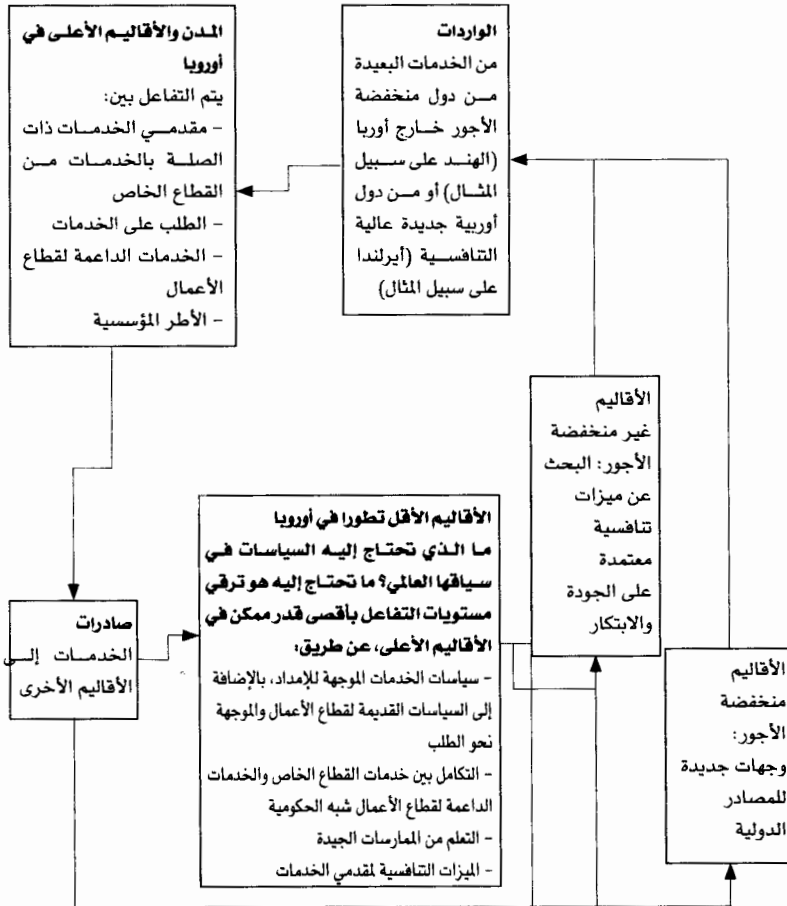 المدن والأقاليم الأعلى في
أوروبا
يتم التفاعل بين:
– مقدمي الخدمات ذات
الصلة بالخدمات من
القطاع الخاص
– الطلب على الخدمات
– الخدمات الداعمة لقطاع
الأعمال
– الأطر المؤسسية
الواردات
من الخدمات البعيدة
من دول منخفضة
الأجور خارج أوربا
(الهند على سبيل
المثال) أو من دول
أوربية جديدة عالية
التنافسية (أيرلندا
على سبيل المثال)
الأقاليم
غير منخفضة
الأجور: البحث
عن ميزات
تنافسية
معتمدة
على الجودة
والابتكار
الأقاليم الأقل تطورا في أوروبا
ما الذي تحتاج إليه السياسات في
سياقها العالمي؟ ما تحتاج إليه هو ترقي
مستويات التفاعل بأقصى قدر ممكن في
الأقاليم الأعلى، عن طريق:
– سياسات الخدمات الموجهة للإمداد، بالإضافة
إلى السياسات القديمة لقطاع الأعمال والموجهة
نحو الطلب
– التكامل بين خدمات القطاع الخاص والخدمات
الداعمة لقطاع الأعمال شبه الحكومية
– التعلم من الممارسات الجيدة
– الميزات التنافسية لمقدمي الخدمات
صادرات
الخدمات إلى
الأقاليم الأخرى
الأقاليم
منخفضة
الأجور:
وجهات جديدة
للمصادر
الدولية